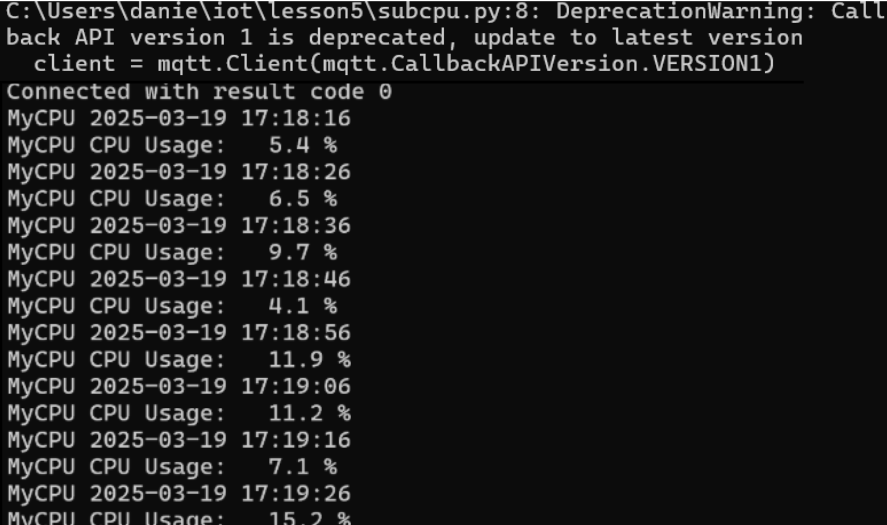 C:\Users\danie\iot\lesson5\subcpu.py:8: DeprecationWarning: Call
back API version 1 is deprecated, update to latest version
  client = mqtt.Client(mqtt.CallbackAPIVersion.VERSION1)
Connected with result code 0
MyCPU 2025-03-19 17:18:16
MyCPU CPU Usage:   5.4 %
MyCPU 2025-03-19 17:18:26
MyCPU CPU Usage:   6.5 %
MyCPU 2025-03-19 17:18:36
MyCPU CPU Usage:   9.7 %
MyCPU 2025-03-19 17:18:46
MyCPU CPU Usage:   4.1 %
MyCPU 2025-03-19 17:18:56
MyCPU CPU Usage:   11.9 %
MyCPU 2025-03-19 17:19:06
MyCPU CPU Usage:   11.2 %
MyCPU 2025-03-19 17:19:16
MyCPU CPU Usage:   7.1 %
MyCPU 2025-03-19 17:19:26
MyCPU CPU Usage:   15.2 %